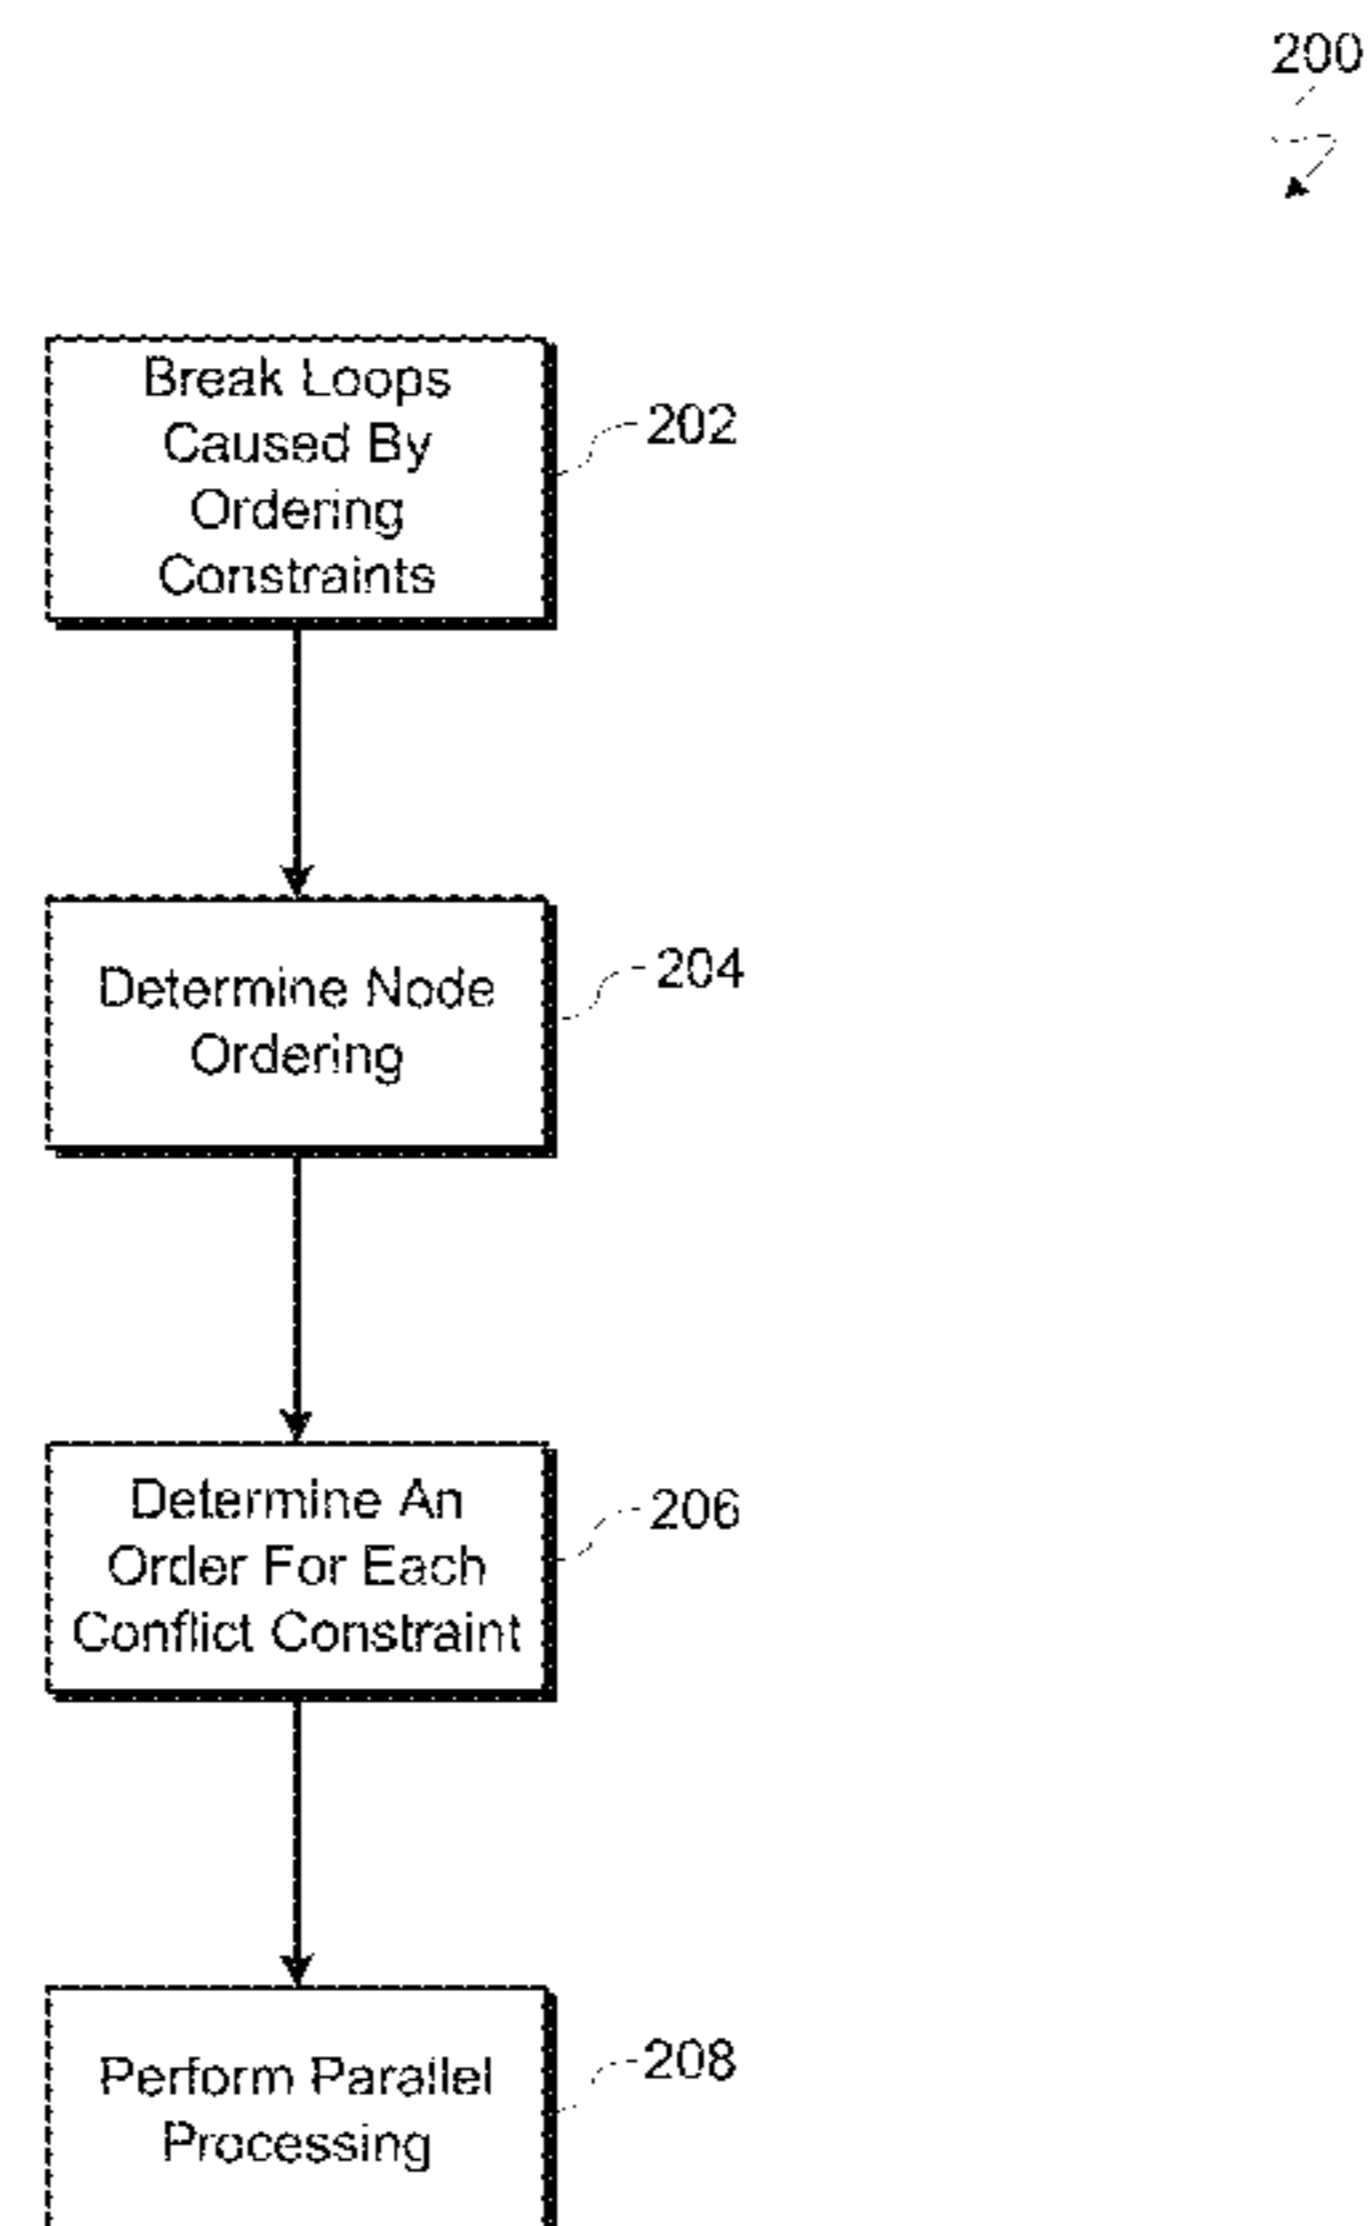 200
Break Loops
Caused By
Ordering
Constraints
202
Determine Node
Ordering
204
Determine An
Order For Each
Conflict Constraint
206
Perform Parallel
Processing
208